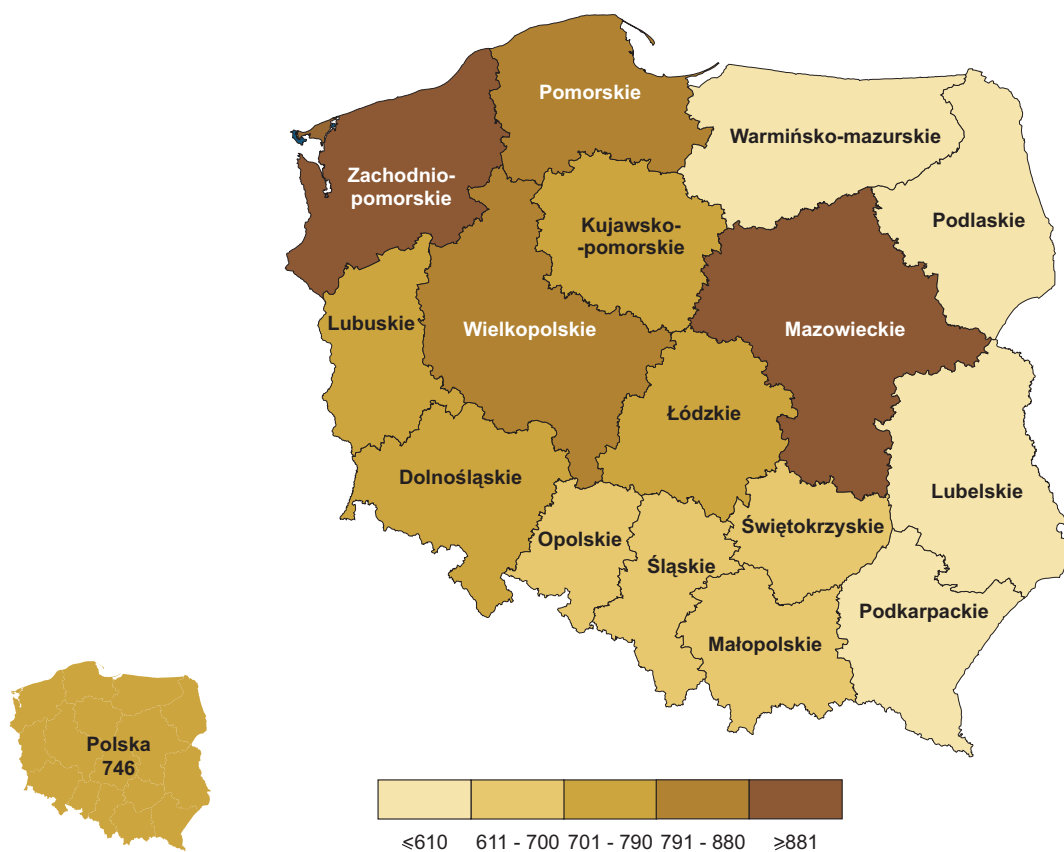 Pomorskie
Warmińsko-mazurskie
Zachodnio-
pomorskie
Podlaskie
Kujawsko-
-pomorskie
Lubuskie
Wielkopolskie
Mazowieckie
Łódzkie
Dolnośląskie
Lubelskie
Świętokrzyskie
Opolskie
Śląskie
Podkarpackie
Małopolskie
Polska
746
⩽610 611 - 700 701 - 790 791 - 880 ⩾881